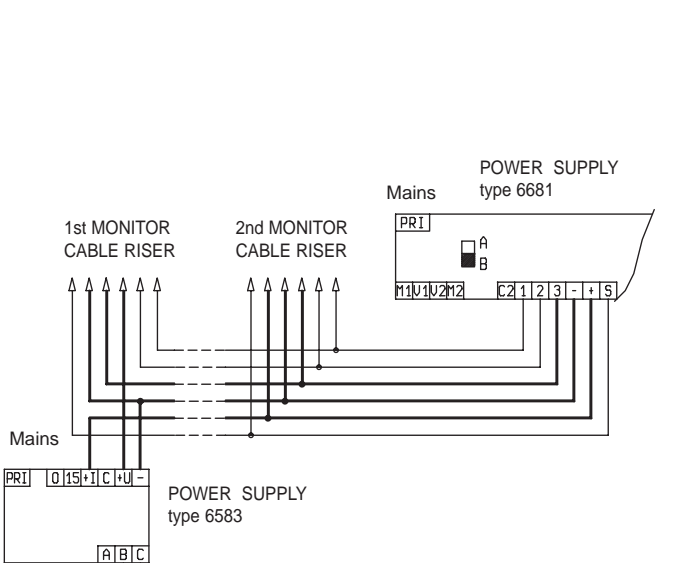 POWER SUPPLY
type 6681
Mains
PRI
A
B
1st MONITOR
CABLE RISER
2nd MONITOR
CABLE RISER
M1 V1 V2 M2 C2 1 2 3 - + S
Mains
PRI 0 15 +I C +U -
POWER SUPPLY
type 6583
A B C